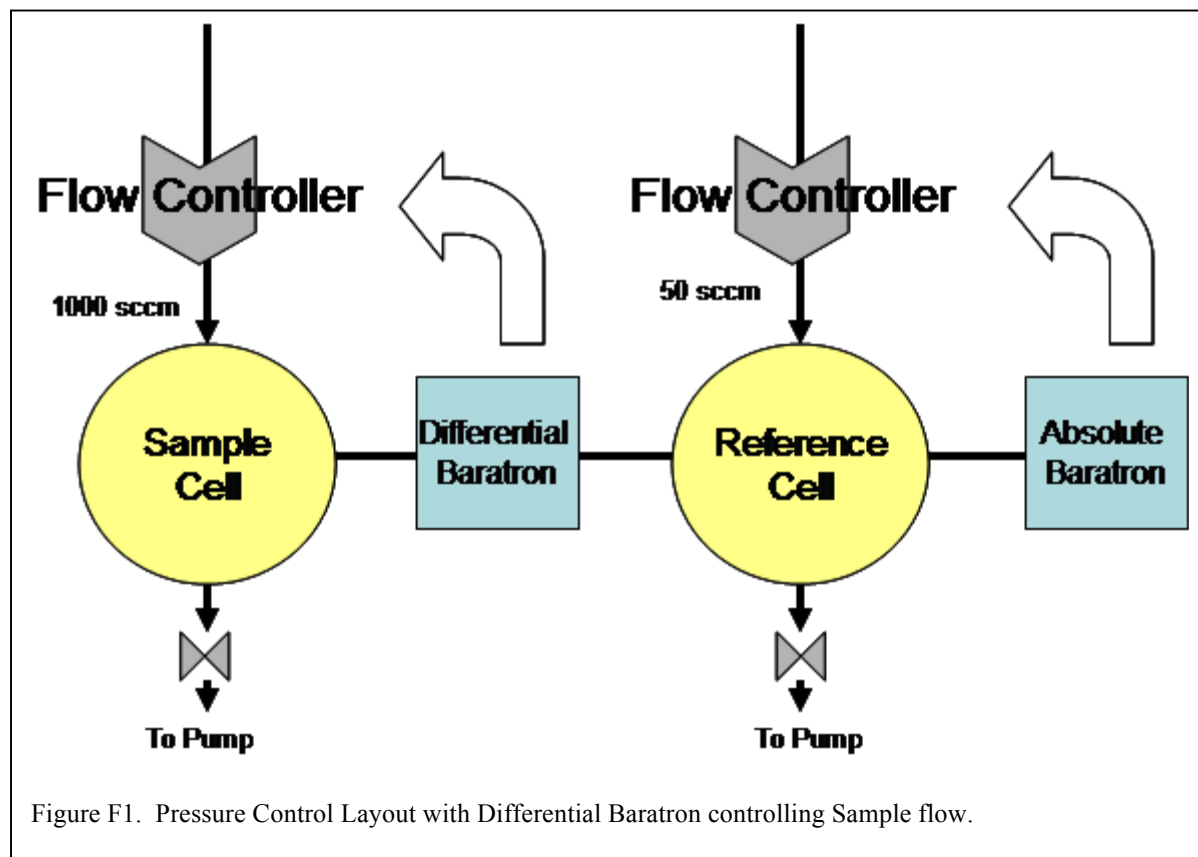 Flow Controller
Flow Controller
1000 sccm
50 sccm
Sample
Cell
Differential
Baratron
Reference
Cell
Absolute
Baratron
To Pump
To Pump
Figure F1. Pressure Control Layout with Differential Baratron controlling Sample flow.